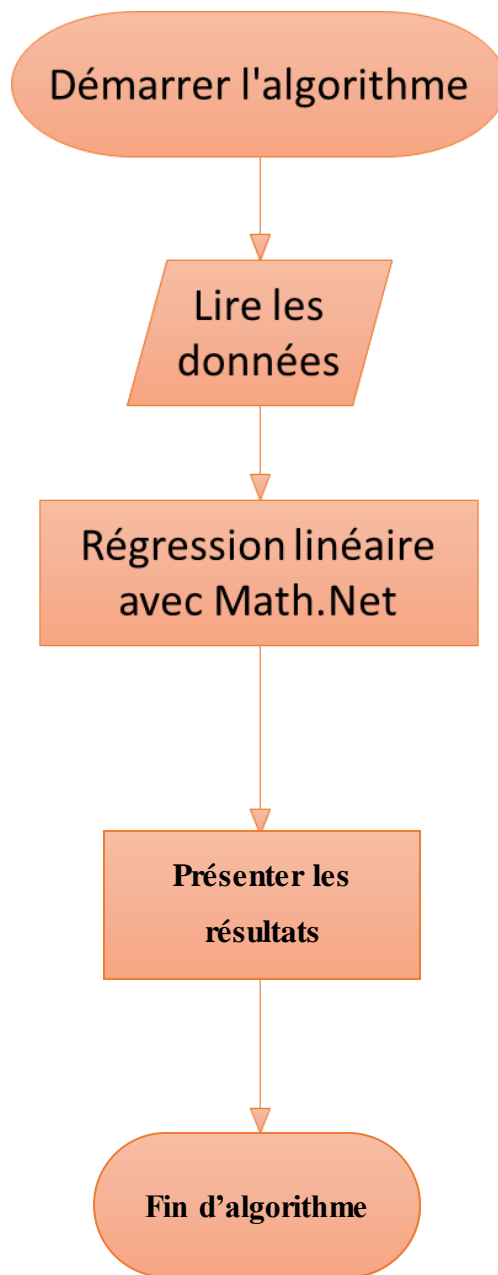 Démarrer l'algorithme
Lire les
données
Régression linéaire
avec Math.Net
Présenter les
résultats
Fin d’algorithme